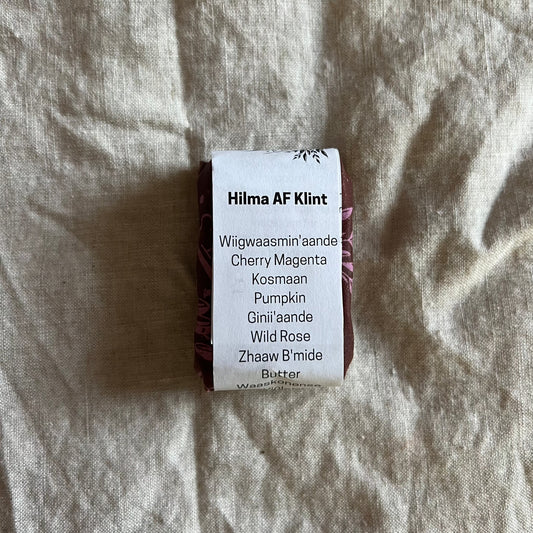 Hilma AF Klint
Wiigwaasmin'aande
Cherry Magenta
Kosmaan
Pumpkin
Ginii'aande
Wild Rose
Zhaaw B'mide
Butter